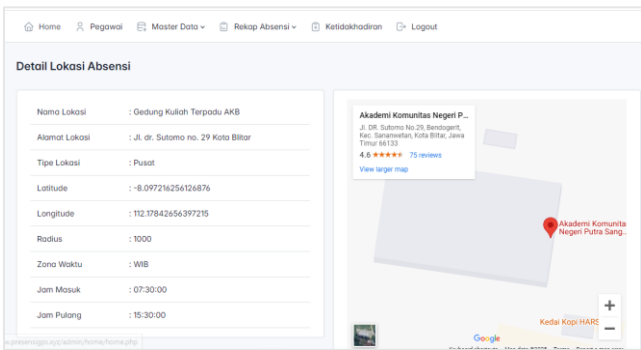 Home Pegawai Master Data Rekap Absensi Ketidakhadiran Logout
Detail Lokasi Absensi
Nama Lokasi : Gedung Kuliah Terpadu AKB
Alamat Lokasi : Jl. dr. Sutomo no. 29 Kota Blitar
Tipe Lokasi : Pusat
Latitude : -8.097216256126876
Longitude : 112.17842656397215
Radius : 1000
Zona Waktu : WIB
Jam Masuk : 07:30:00
Jam Pulang : 15:30:00
Akademi Komunitas Negeri P...
Jl. DR. Sutomo No.29, Bendogerit,
Kec. Sananwetan, Kota Blitar, Jawa
Timur 66133
4.6 75 reviews
View larger map
Akademi Komunita
Negeri Putra Sang...
Kedai Kopi HARS
Google